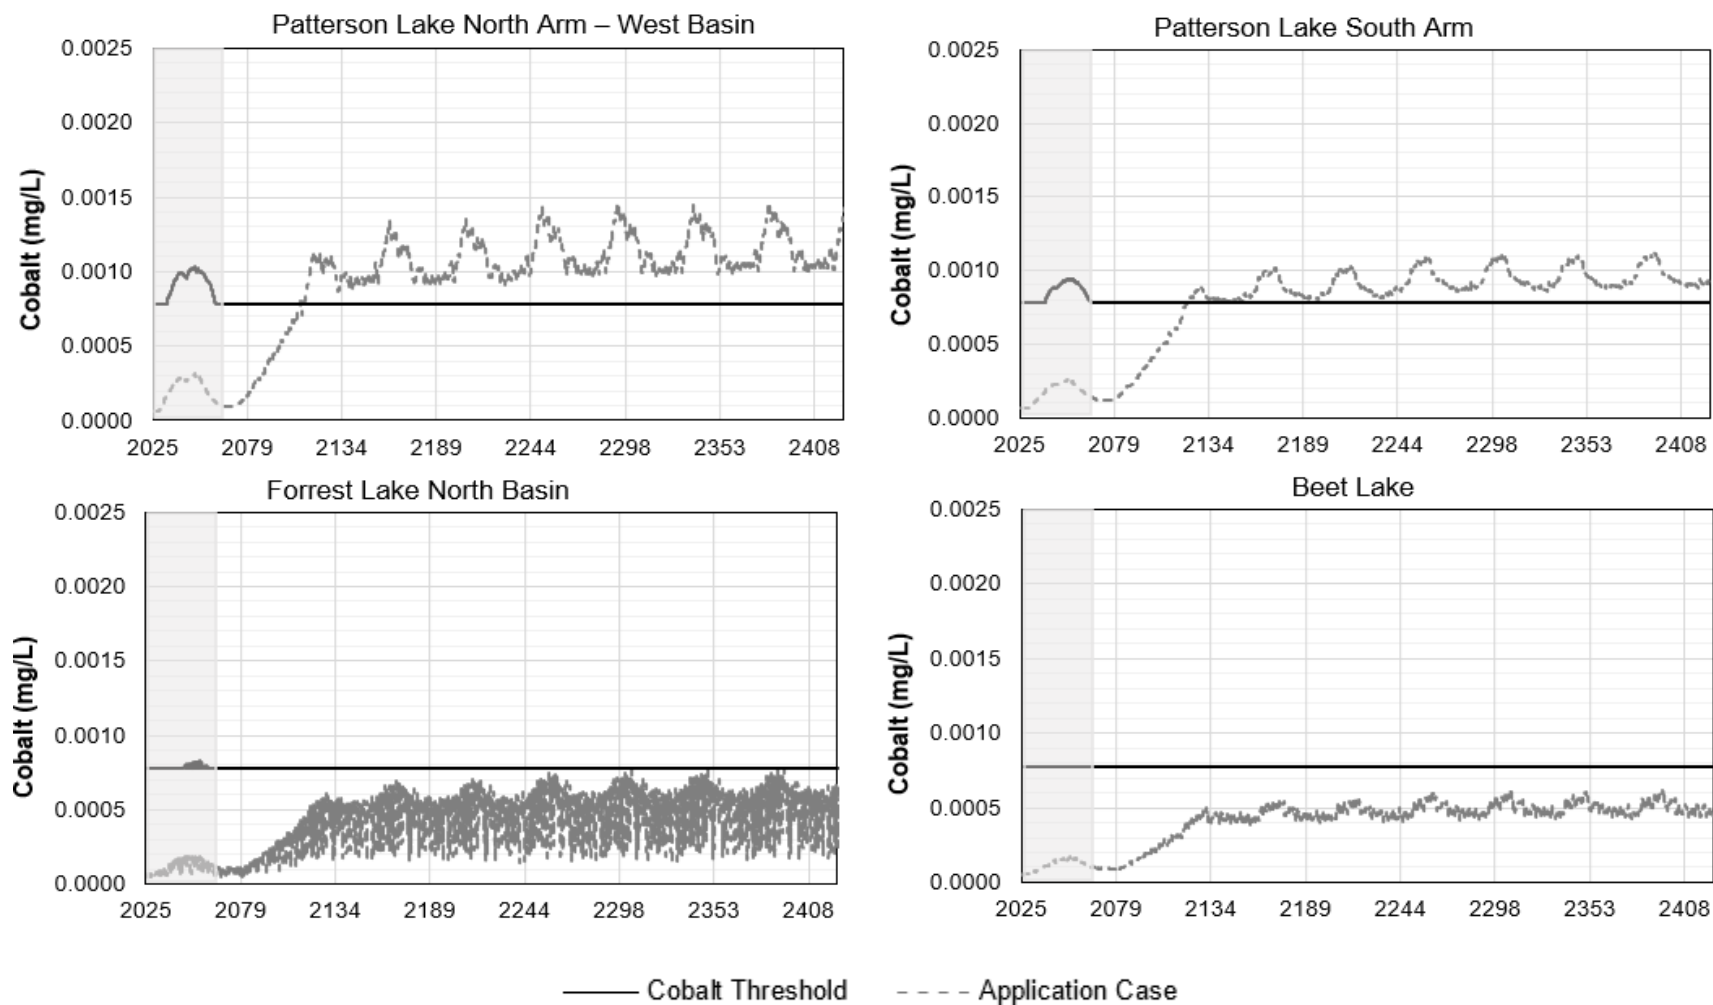 Patterson Lake North Arm – West Basin
Cobalt (mg/L)
0.0025
0.0020
0.0015
0.0010
0.0005
0.0000
2025 2079 2134 2189 2244 2298 2353 2408
Patterson Lake South Arm
Cobalt (mg/L)
0.0025
0.0020
0.0015
0.0010
0.0005
0.0000
2025 2079 2134 2189 2244 2298 2353 2408
Forrest Lake North Basin
Cobalt (mg/L)
0.0025
0.0020
0.0015
0.0010
0.0005
0.0000
2025 2079 2134 2189 2244 2298 2353 2408
Beet Lake
Cobalt (mg/L)
0.0025
0.0020
0.0015
0.0010
0.0005
0.0000
2025 2079 2134 2189 2244 2298 2353 2408
Cobalt Threshold Application Case